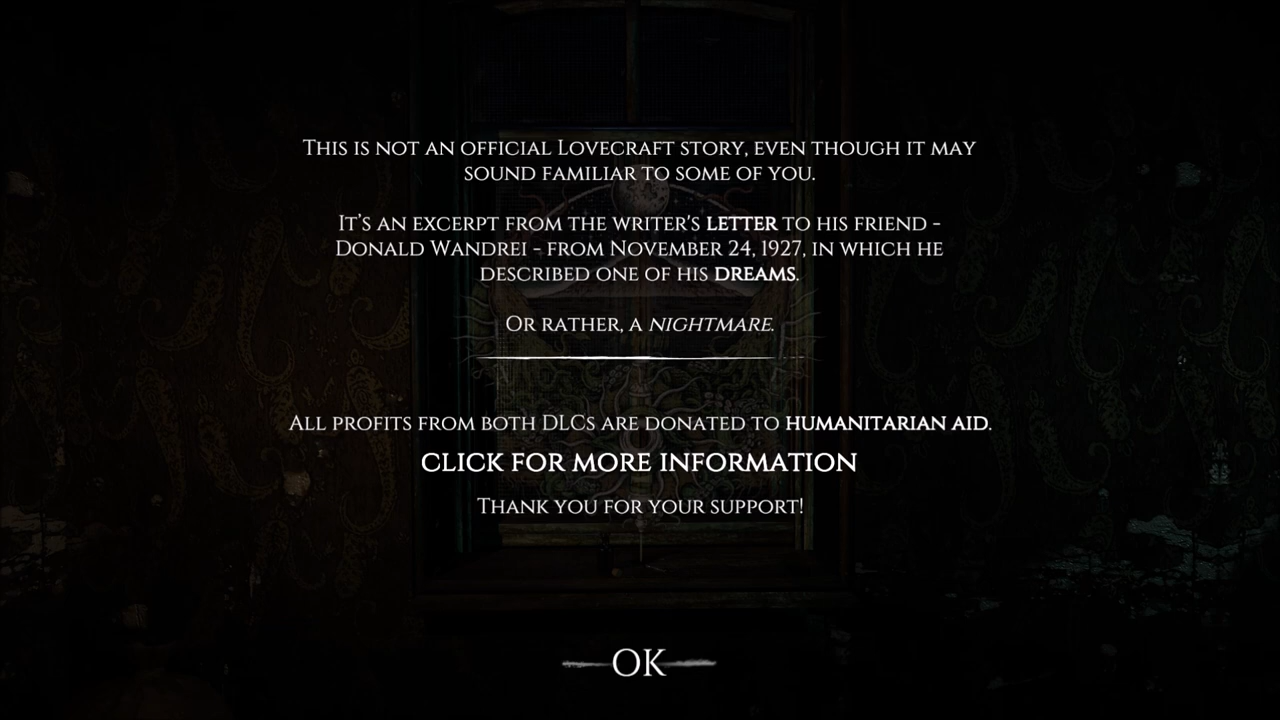 This is not an official Lovecraft story, even though it may
sound familiar to some of you.
It's an excerpt from the writer's letter to his friend -
Donald Wandrei - from November 24, 1927, in which he
described one of his dreams.
Or rather, a nightmare.
All profits from both DLCs are donated to humanitarian aid.
CLICK FOR MORE INFORMATION
Thank you for your support!
OK